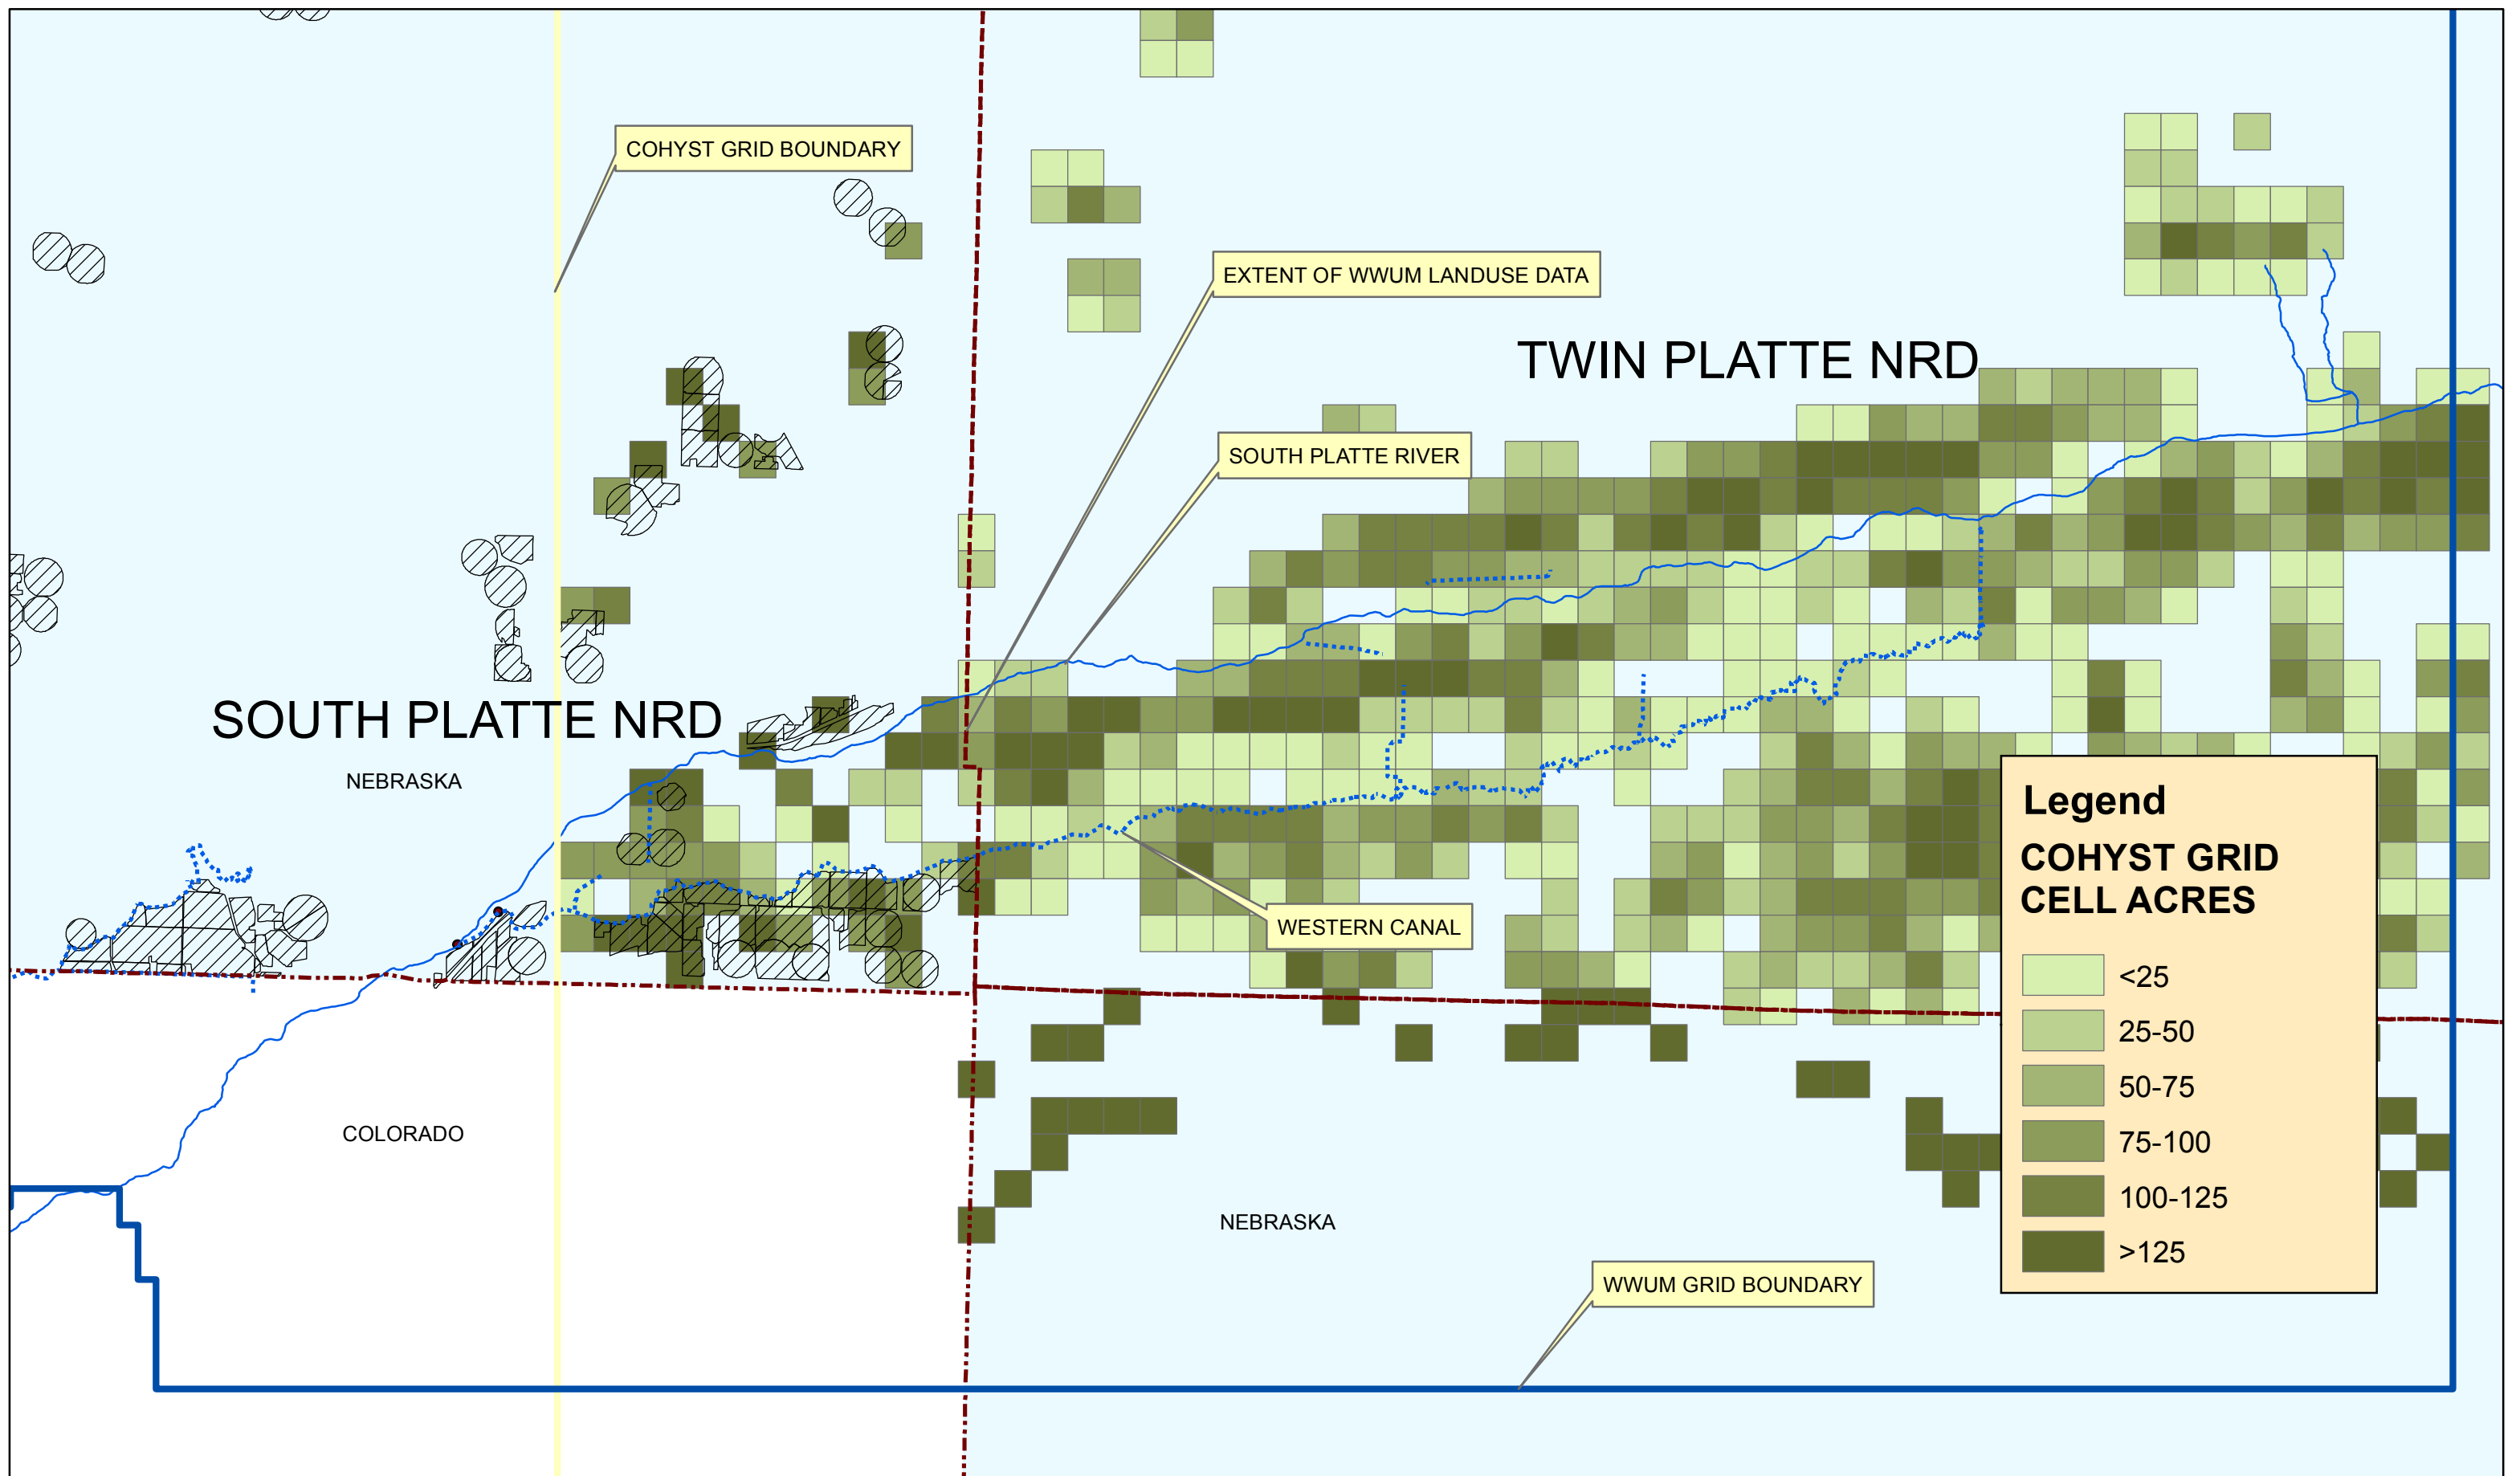 COHYST GRID BOUNDARY
EXTENT OF WWUM LANDUSE DATA
TWIN PLATTE NRD
SOUTH PLATTE RIVER
SOUTH PLATTE NRD
NEBRASKA
WESTERN CANAL
COLORADO
NEBRASKA
WWUM GRID BOUNDARY
Legend
COHYST GRID
CELL ACRES
<25
25-50
50-75
75-100
100-125
>125